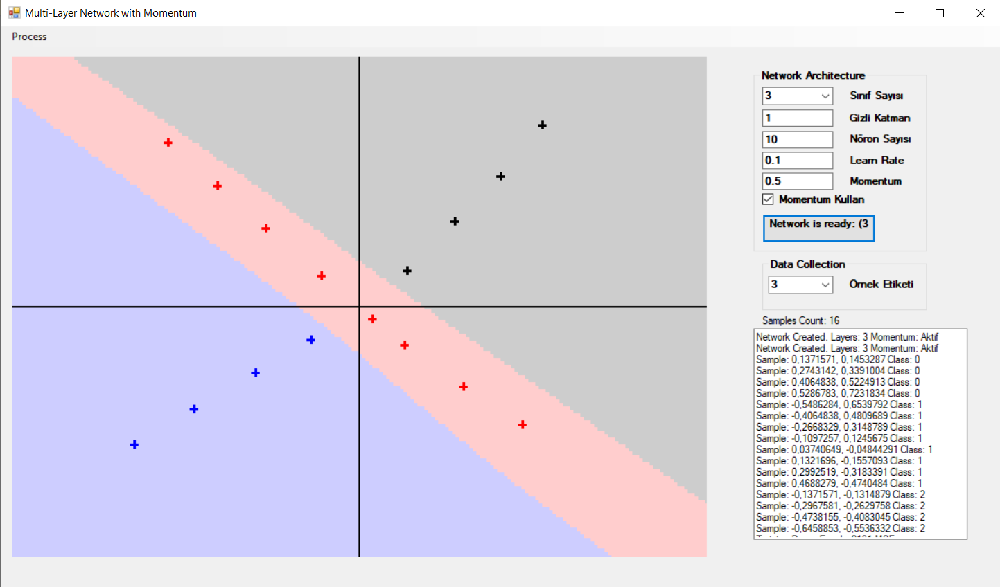 Multi-Layer Network with Momentum
Process
Network Architecture
3 Sınıf Sayısı
1 Gizli Katman
10 Nöron Sayısı
0.1 Learn Rate
0.5 Momentum
Momentum Kullan
Network is ready: (3
Data Collection
3 Örnek Etiketi
Samples Count: 16
Network Created. Layers: 3 Momentum: Aktif
Network Created. Layers: 3 Momentum: Aktif
Sample: 0,1371571, 0,1453287 Class: 0
Sample: 0,2743142, 0,3391004 Class: 0
Sample: 0,4064838, 0,5224913 Class: 0
Sample: 0,5286783, 0,7231834 Class: 0
Sample: -0,5486284, 0,6539792 Class: 1
Sample: -0,4064838, 0,4809689 Class: 1
Sample: -0,2668329, 0,3148789 Class: 1
Sample: -0,1097257, 0,1245675 Class: 1
Sample: 0,03740649, -0,04844291 Class: 1
Sample: 0,1321696, -0,1557093 Class: 1
Sample: 0,2992519, -0,3183391 Class: 1
Sample: 0,4688279, -0,4740484 Class: 1
Sample: -0,1371571, -0,1314879 Class: 2
Sample: -0,2967581, -0,2629758 Class: 2
Sample: -0,4738155, -0,4083045 Class: 2
Sample: -0,6458853, -0,5536332 Class: 2